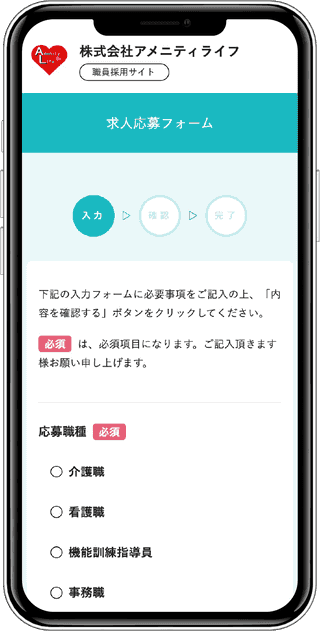 Amenity
Life
株式会社アメニティライフ
職員採用サイト
求人応募フォーム
入力 ▷ 確認 ▷ 完了
下記の入力フォームに必要事項をご記入の上、「内
容を確認する」ボタンをクリックしてください。
必須 は、必須項目になります。ご記入頂きます
様お願い申し上げます。
応募職種 必須
介護職
看護職
機能訓練指導員
事務職